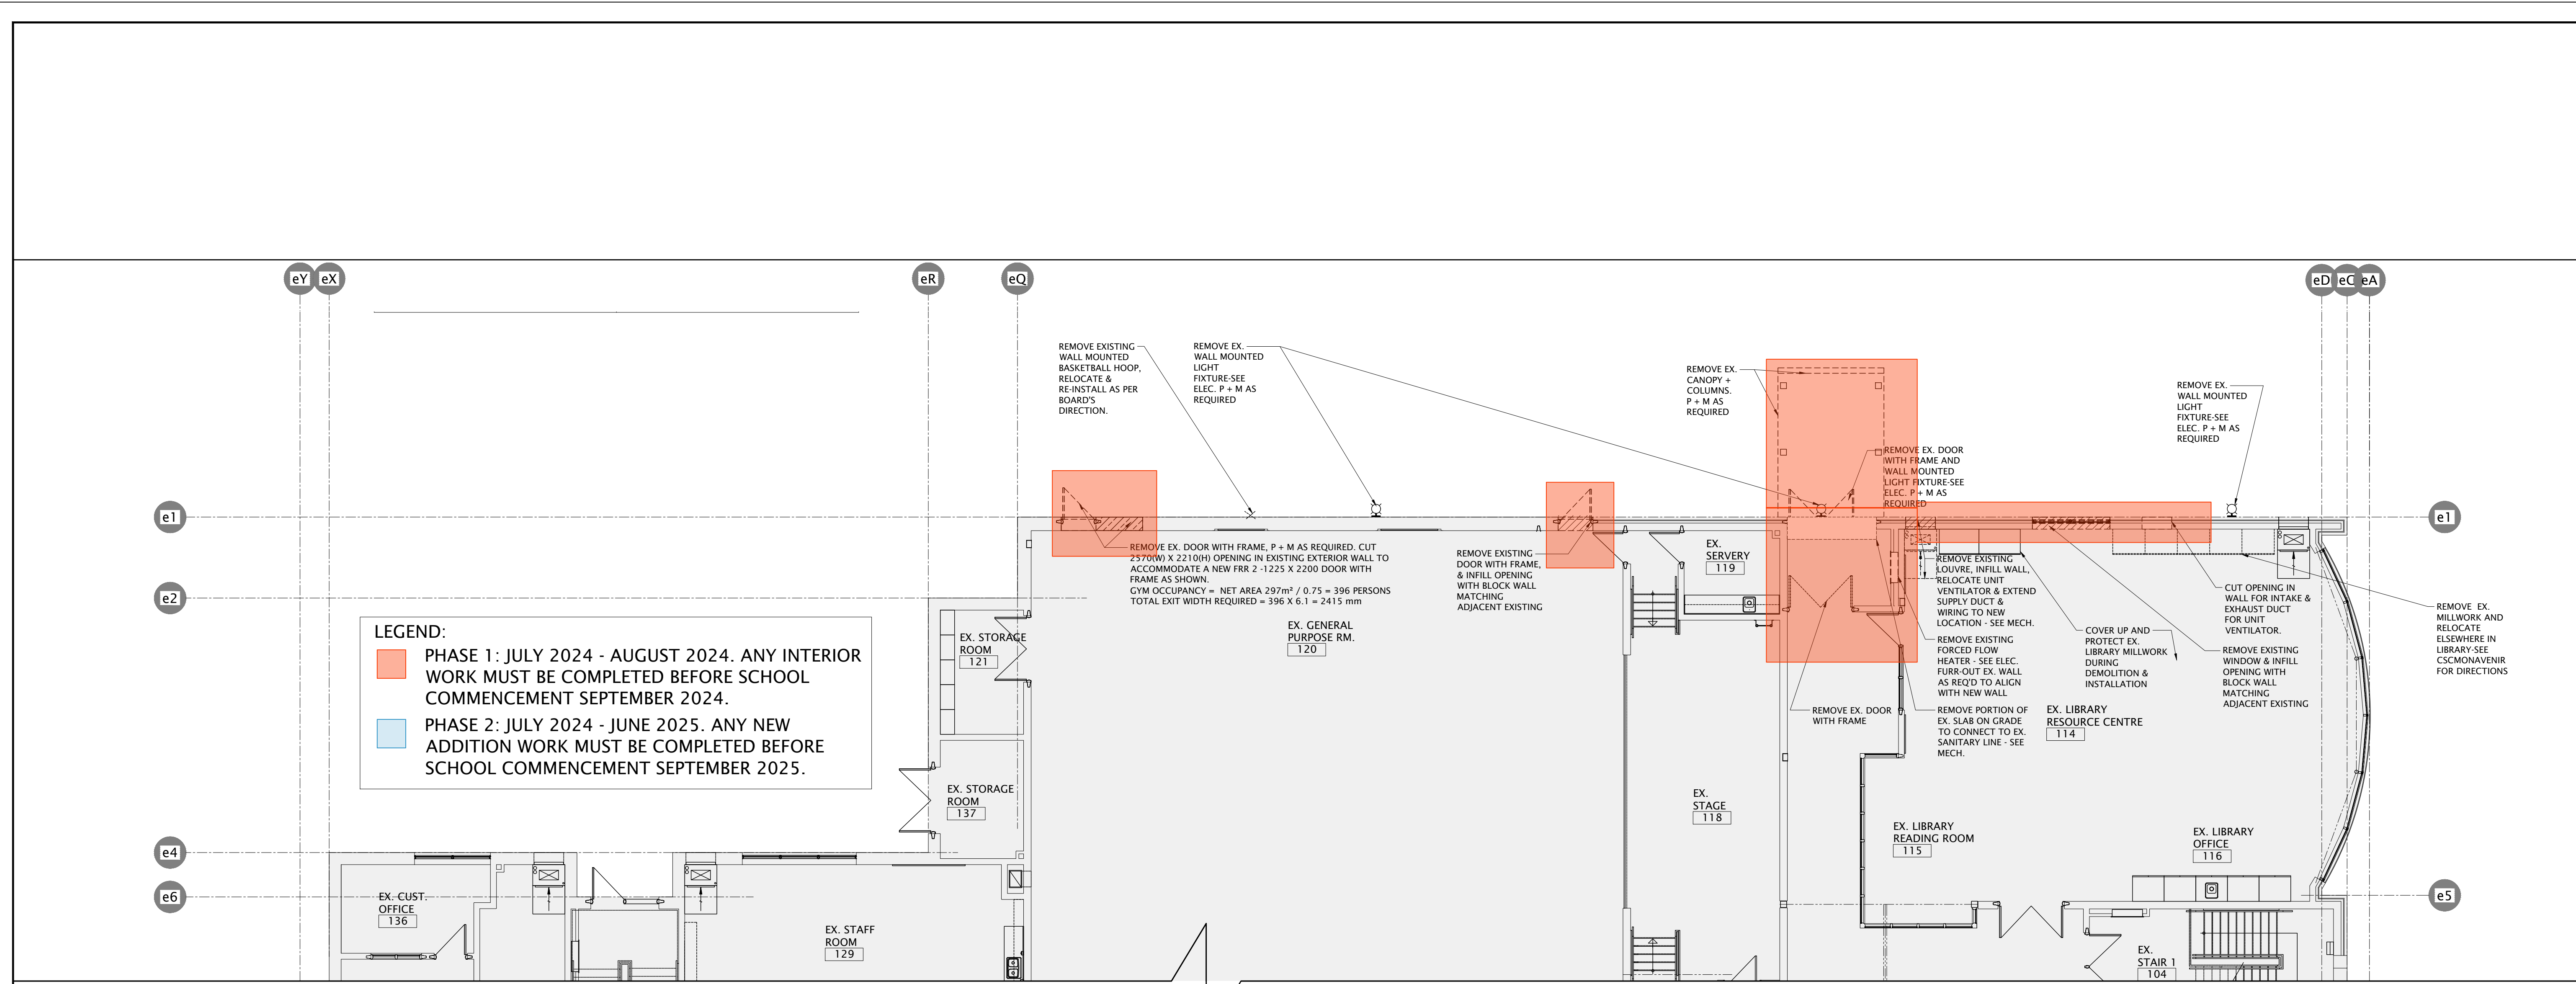 eY
eX
eR
eQ
eD
eC
eA
REMOVE EXISTING
WALL MOUNTED
BASKETBALL HOOP,
RELOCATE &
RE-INSTALL AS PER
BOARD'S
DIRECTION.
REMOVE EX.
WALL MOUNTED
LIGHT
FIXTURE-SEE
ELEC. P + M AS
REQUIRED
REMOVE EX.
CANOPY +
COLUMNS.
P + M AS
REQUIRED
REMOVE EX.
WALL MOUNTED
LIGHT
FIXTURE-SEE
ELEC. P + M AS
REQUIRED
REMOVE EX. DOOR
WITH FRAME AND
WALL MOUNTED
LIGHT FIXTURE-SEE
ELEC. P + M AS
REQUIRED
e1
e1
REMOVE EX. DOOR WITH FRAME, P + M AS REQUIRED. CUT
2570(W) X 2210(H) OPENING IN EXISTING EXTERIOR WALL TO
ACCOMMODATE A NEW FRR 2 -1225 X 2200 DOOR WITH
FRAME AS SHOWN.
GYM OCCUPANCY = NET AREA 297m² / 0.75 = 396 PERSONS
TOTAL EXIT WIDTH REQUIRED = 396 X 6.1 = 2415 mm
REMOVE EXISTING
DOOR WITH FRAME,
& INFILL OPENING
WITH BLOCK WALL
MATCHING
ADJACENT EXISTING
EX.
SERVERY
119
REMOVE EXISTING
LOUVRE, INFILL WALL,
RELOCATE UNIT
VENTILATOR & EXTEND
SUPPLY DUCT &
WIRING TO NEW
LOCATION - SEE MECH.
CUT OPENING IN
WALL FOR INTAKE &
EXHAUST DUCT
FOR UNIT
VENTILATOR.
REMOVE EX.
MILLWORK AND
RELOCATE
ELSEWHERE IN
LIBRARY-SEE
CSCMONAVENIR
FOR DIRECTIONS
e2
LEGEND:
PHASE 1: JULY 2024 - AUGUST 2024. ANY INTERIOR
WORK MUST BE COMPLETED BEFORE SCHOOL
COMMENCEMENT SEPTEMBER 2024.
PHASE 2: JULY 2024 - JUNE 2025. ANY NEW
ADDITION WORK MUST BE COMPLETED BEFORE
SCHOOL COMMENCEMENT SEPTEMBER 2025.
EX. STORAGE
ROOM
121
EX. GENERAL
PURPOSE RM.
120
REMOVE EXISTING
FORCED FLOW
HEATER - SEE ELEC.
FURR-OUT EX. WALL
AS REQ'D TO ALIGN
WITH NEW WALL
COVER UP AND
PROTECT EX.
LIBRARY MILLWORK
DURING
DEMOLITION &
INSTALLATION
REMOVE EXISTING
WINDOW & INFILL
OPENING WITH
BLOCK WALL
MATCHING
ADJACENT EXISTING
REMOVE EX. DOOR
WITH FRAME
REMOVE PORTION OF
EX. SLAB ON GRADE
TO CONNECT TO EX.
SANITARY LINE - SEE
MECH.
EX. LIBRARY
RESOURCE CENTRE
114
EX. STORAGE
ROOM
137
EX.
STAGE
118
EX. LIBRARY
READING ROOM
115
EX. LIBRARY
OFFICE
116
e4
e6
e5
EX. CUST.
OFFICE
136
EX. STAFF
ROOM
129
EX.
STAIR 1
104